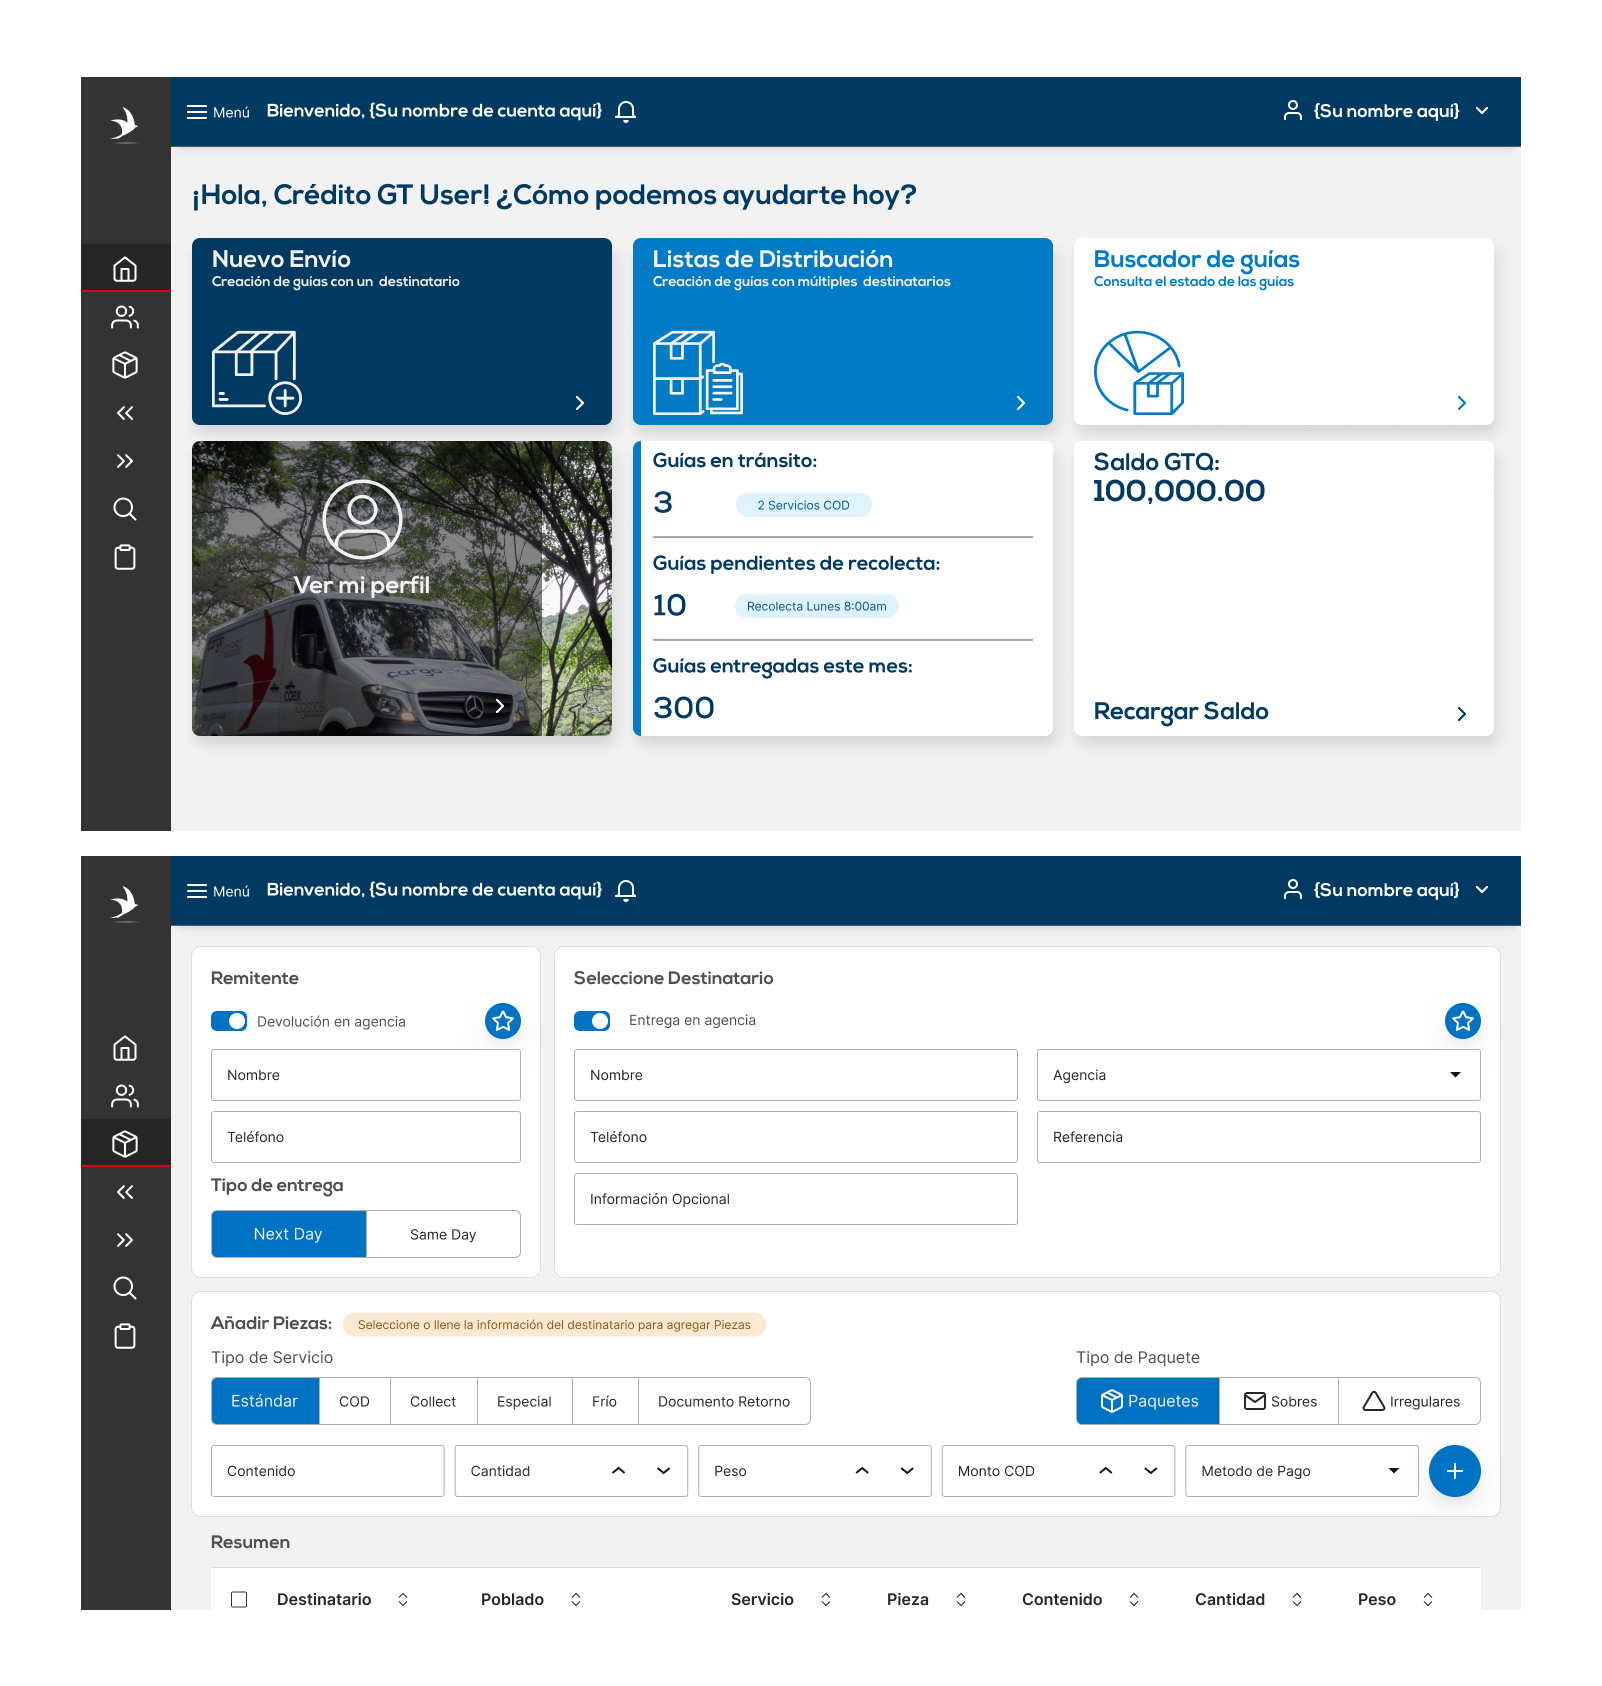 Menú
Bienvenido, {Su nombre de cuenta aquí}
{Su nombre aquí}
¡Hola, Crédito GT User! ¿Cómo podemos ayudarte hoy?
Nuevo Envío
Creación de guías con un destinatario
Listas de Distribución
Creación de guías con múltiples destinatarios
Buscador de guías
Consulta el estado de las guías
Ver mi perfil
caex
logistics
Guías en tránsito:
3
2 Servicios COD
Guías pendientes de recolecta:
10
Recolecta Lunes 8:00am
Guías entregadas este mes:
300
Saldo GTQ:
100,000.00
Recargar Saldo
Menú
Bienvenido, {Su nombre de cuenta aquí}
{Su nombre aquí}
Remitente
Devolución en agencia
Nombre
Teléfono
Tipo de entrega
Next Day
Same Day
Seleccione Destinatario
Entrega en agencia
Nombre
Agencia
Teléfono
Referencia
Información Opcional
Añadir Piezas:
Seleccione o llene la información del destinatario para agregar Piezas
Tipo de Servicio
Estándar
COD
Collect
Especial
Frío
Documento Retorno
Tipo de Paquete
Paquetes
Sobres
Irregulares
Contenido
Cantidad
Peso
Monto COD
Metodo de Pago
Resumen
Destinatario
Poblado
Servicio
Pieza
Contenido
Cantidad
Peso